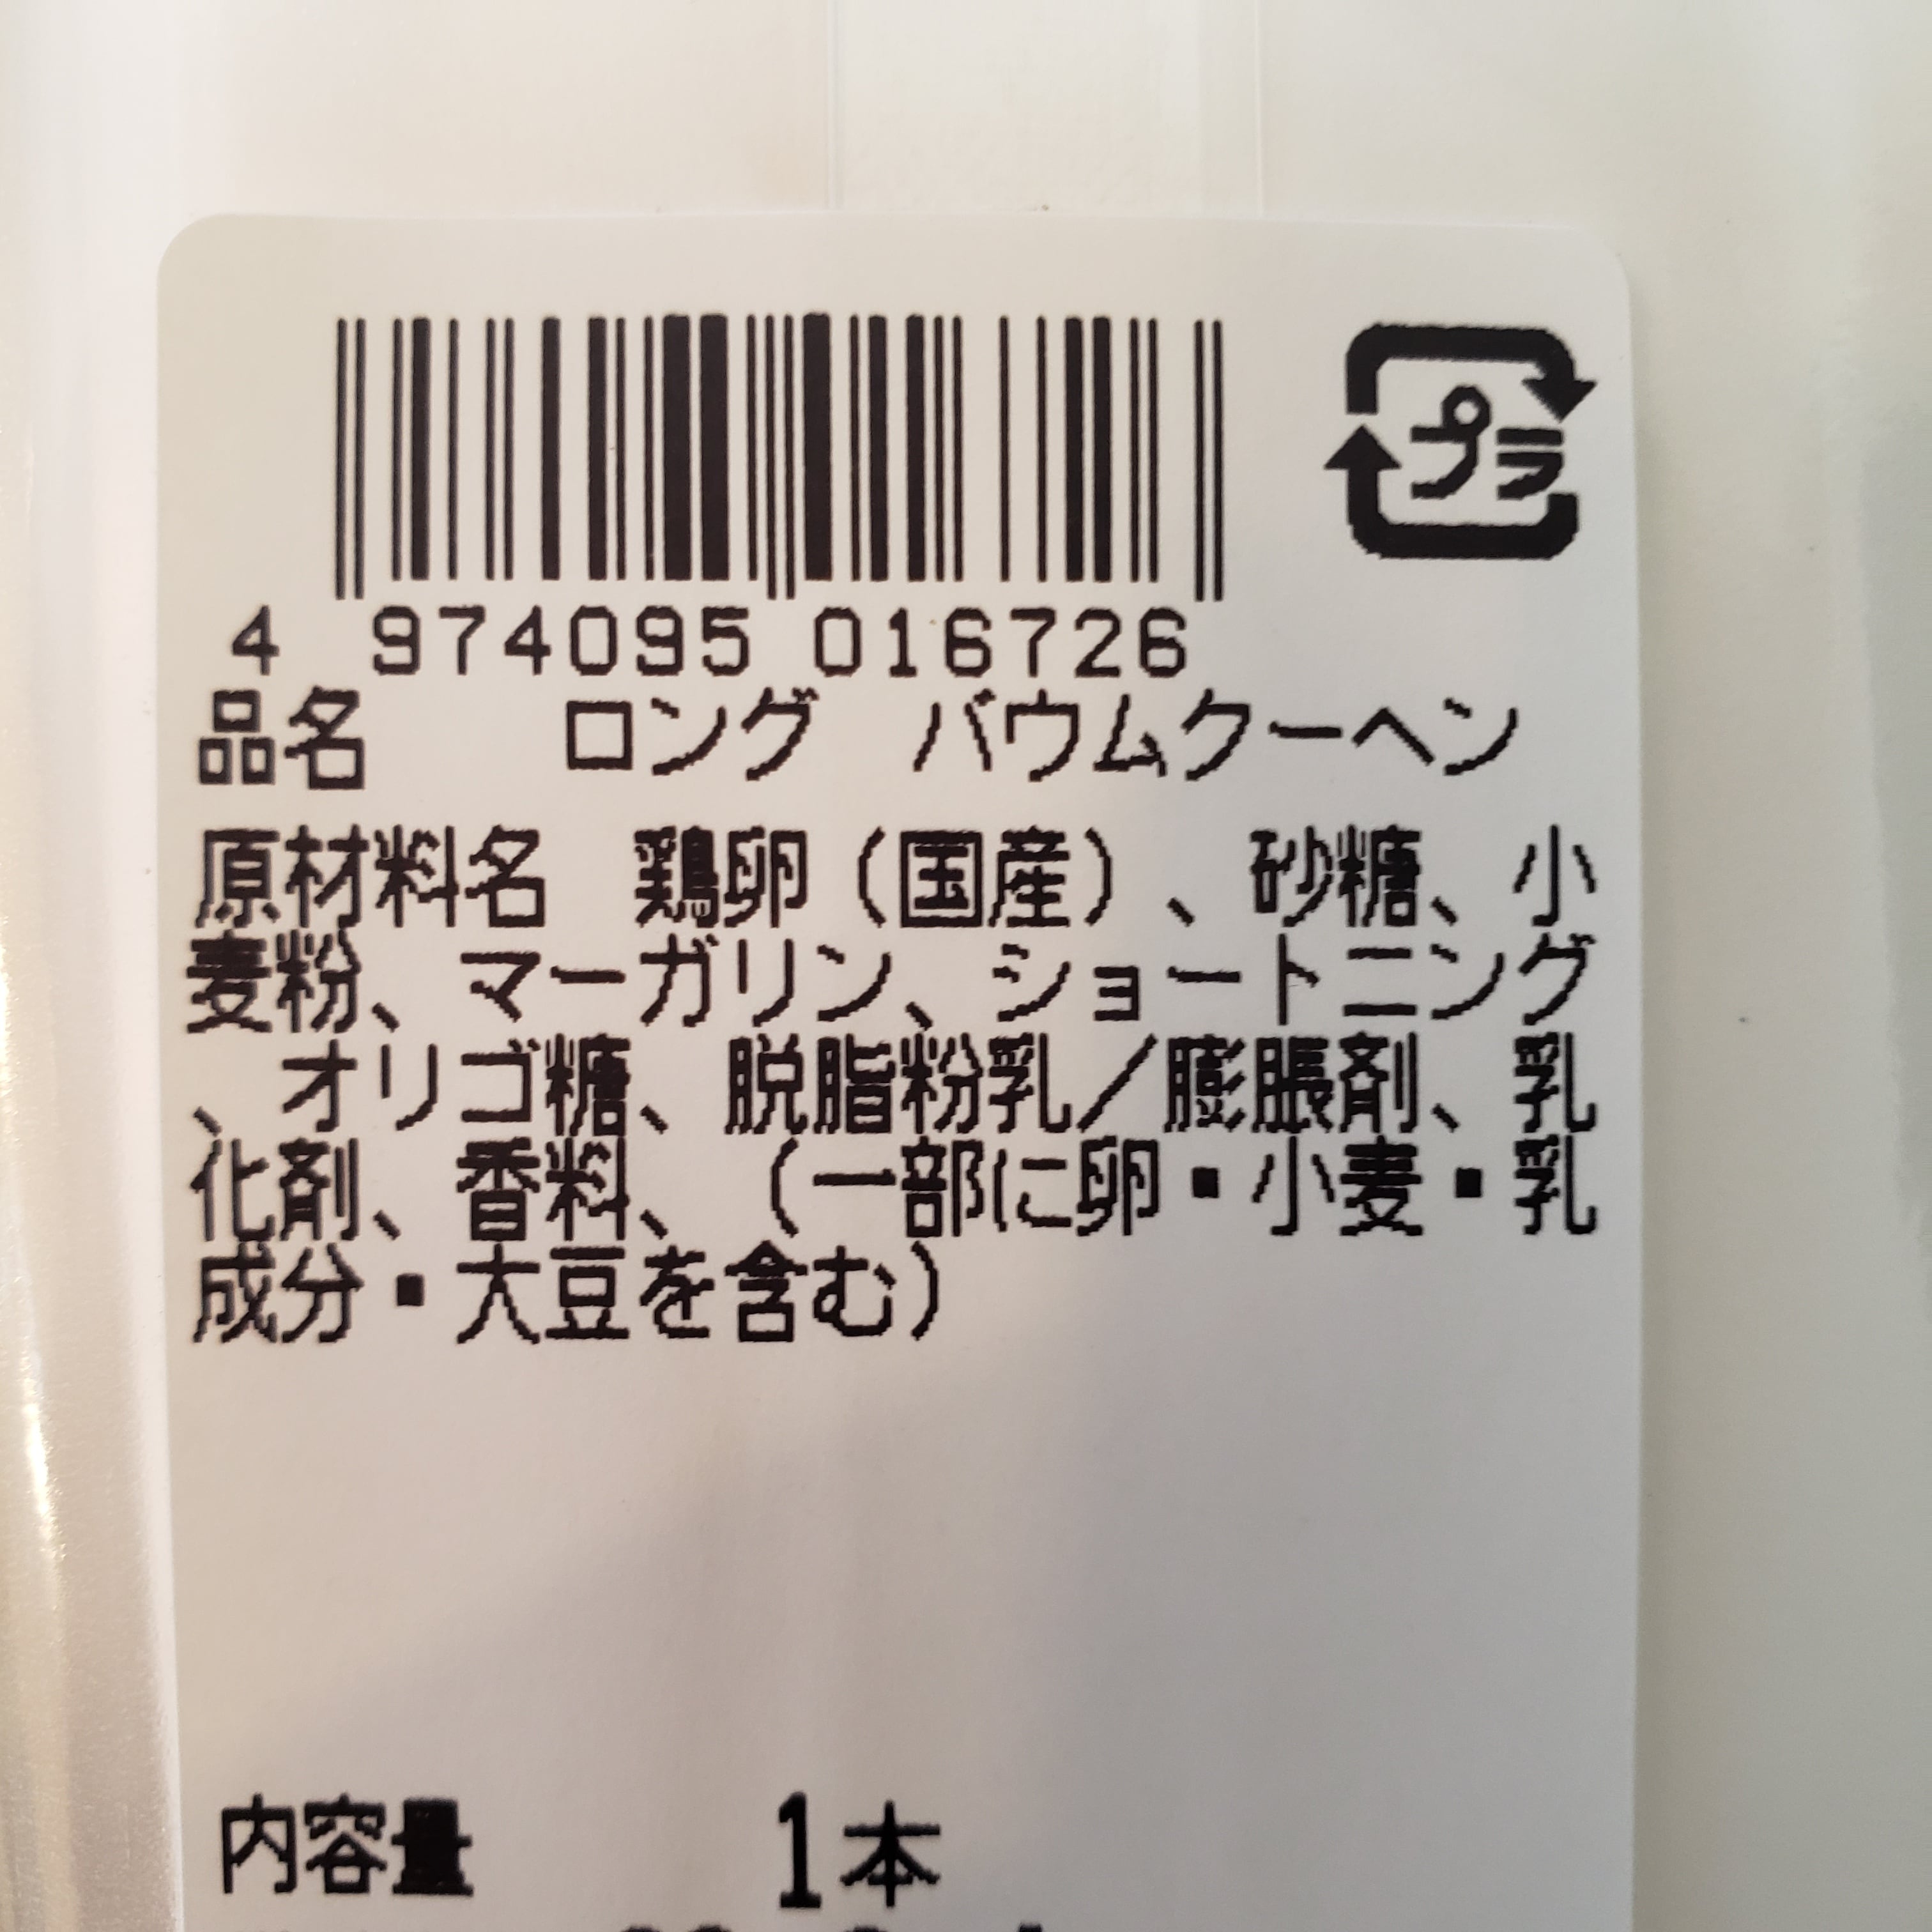 プラ
4 974095 016726
品名　　ロング　バウムクーヘン
原材料名　鶏卵（国産）、砂糖、小
麦粉、マーガリン、ショートニング
、オリゴ糖、脱脂粉乳／膨脹剤、乳
化剤、香料、（一部に卵・小麦・乳
成分・大豆を含む）
内容量　　　1本